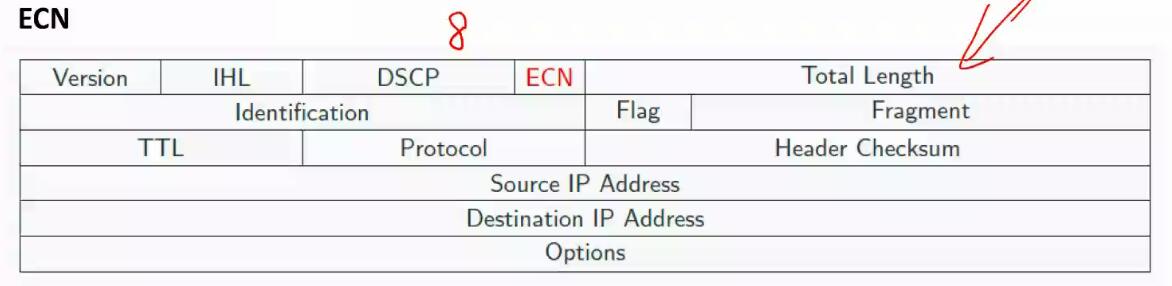 ECN
8
Version IHL DSCP ECN Total Length
Identification Flag Fragment
TTL Protocol Header Checksum
Source IP Address
Destination IP Address
Options